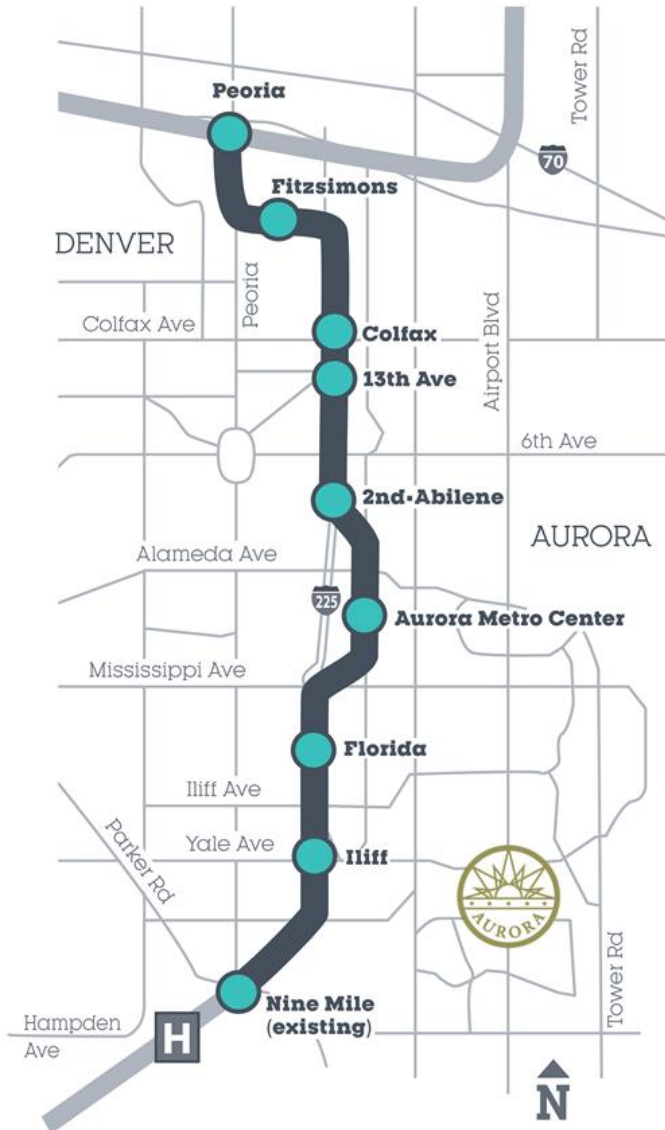 Tower Rd
Peoria
70
Fitzsimons
DENVER
Peoria
Airport Blvd
Colfax Ave
Colfax
13th Ave
6th Ave
2nd-Abilene
AURORA
Alameda Ave
225
Aurora Metro Center
Mississippi Ave
Florida
Iliff Ave
Parker Rd
Yale Ave
Iliff
AURORA
Tower Rd
Nine Mile
(existing)
Hampden
Ave
H
N